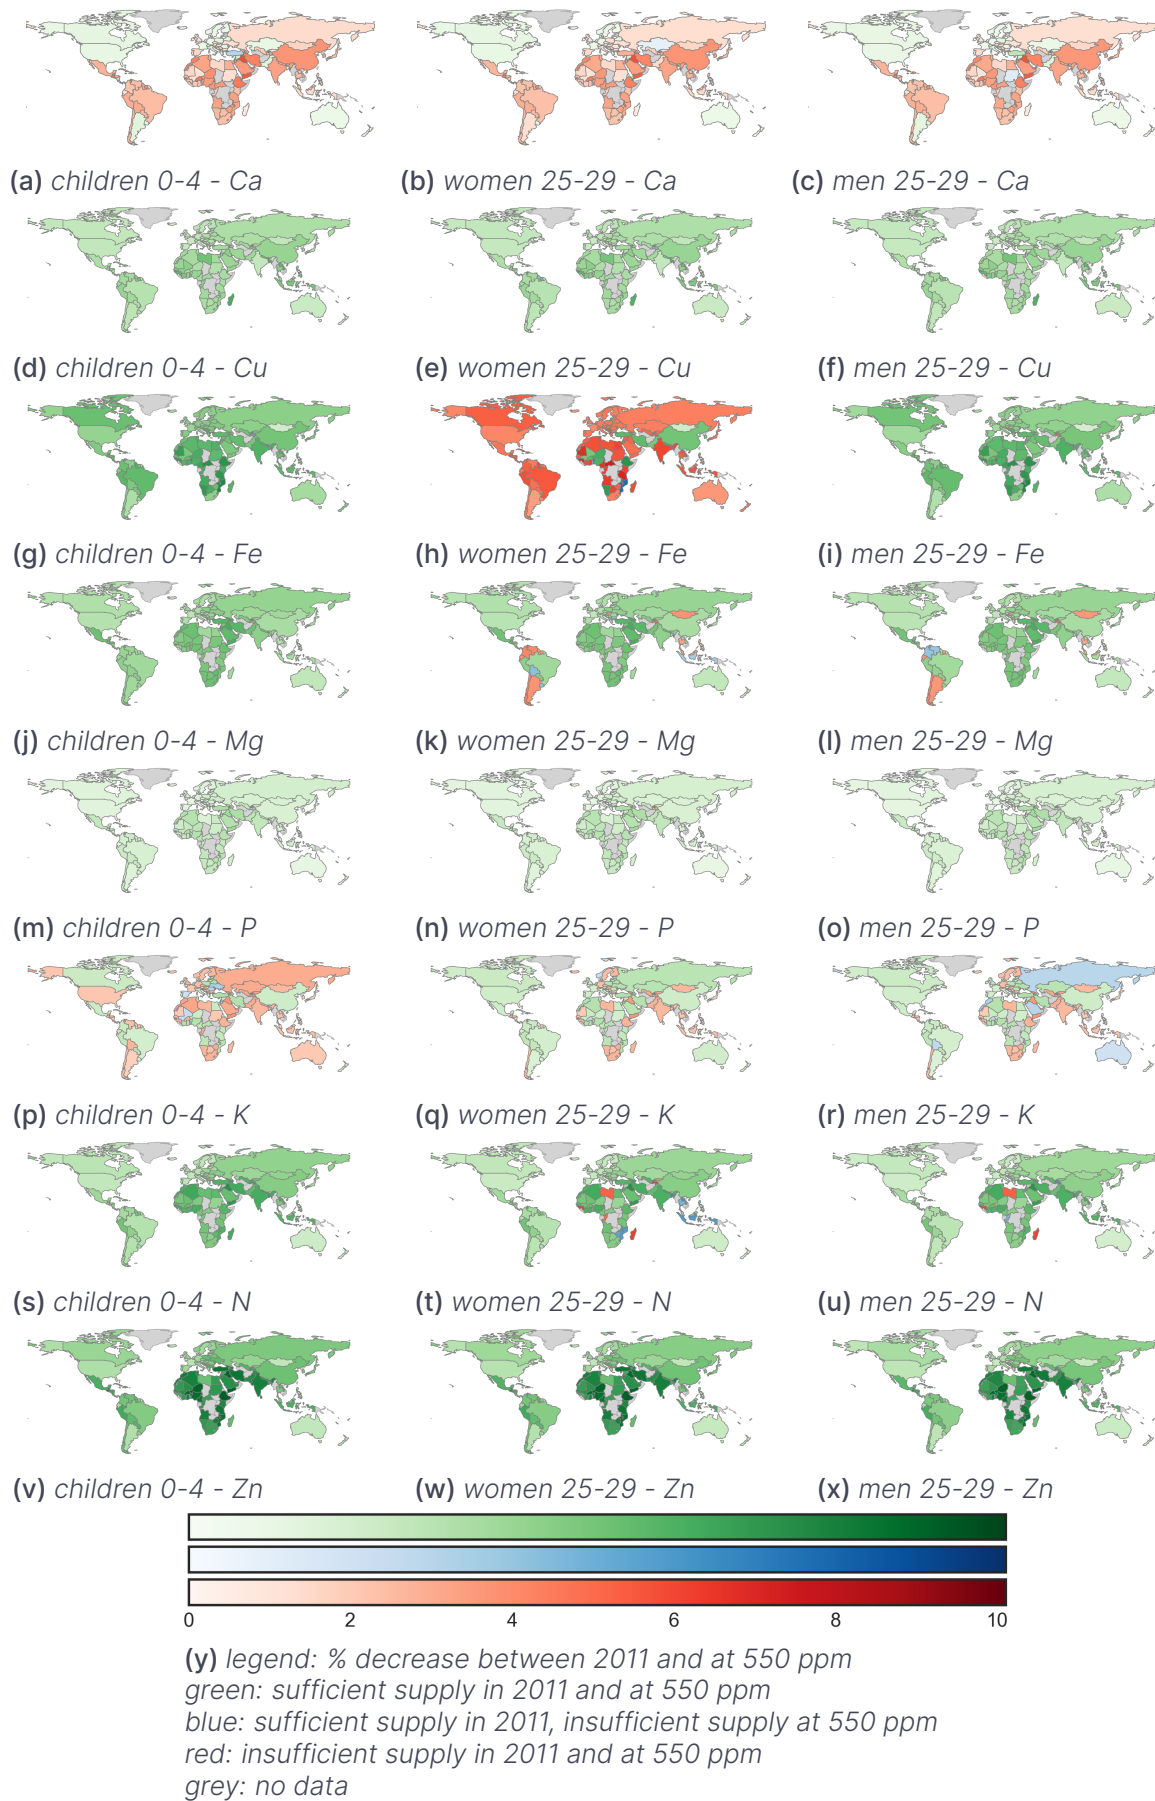 (a) children 0-4 - Ca
(b) women 25-29 - Ca
(c) men 25-29 - Ca
(d) children 0-4 - Cu
(e) women 25-29 - Cu
(f) men 25-29 - Cu
(g) children 0-4 - Fe
(h) women 25-29 - Fe
(i) men 25-29 - Fe
(j) children 0-4 - Mg
(k) women 25-29 - Mg
(l) men 25-29 - Mg
(m) children 0-4 - P
(n) women 25-29 - P
(o) men 25-29 - P
(p) children 0-4 - K
(q) women 25-29 - K
(r) men 25-29 - K
(s) children 0-4 - N
(t) women 25-29 - N
(u) men 25-29 - N
(v) children 0-4 - Zn
(w) women 25-29 - Zn
(x) men 25-29 - Zn
0 2 4 6 8 10
(y) legend: % decrease between 2011 and at 550 ppm
green: sufficient supply in 2011 and at 550 ppm
blue: sufficient supply in 2011, insufficient supply at 550 ppm
red: insufficient supply in 2011 and at 550 ppm
grey: no data